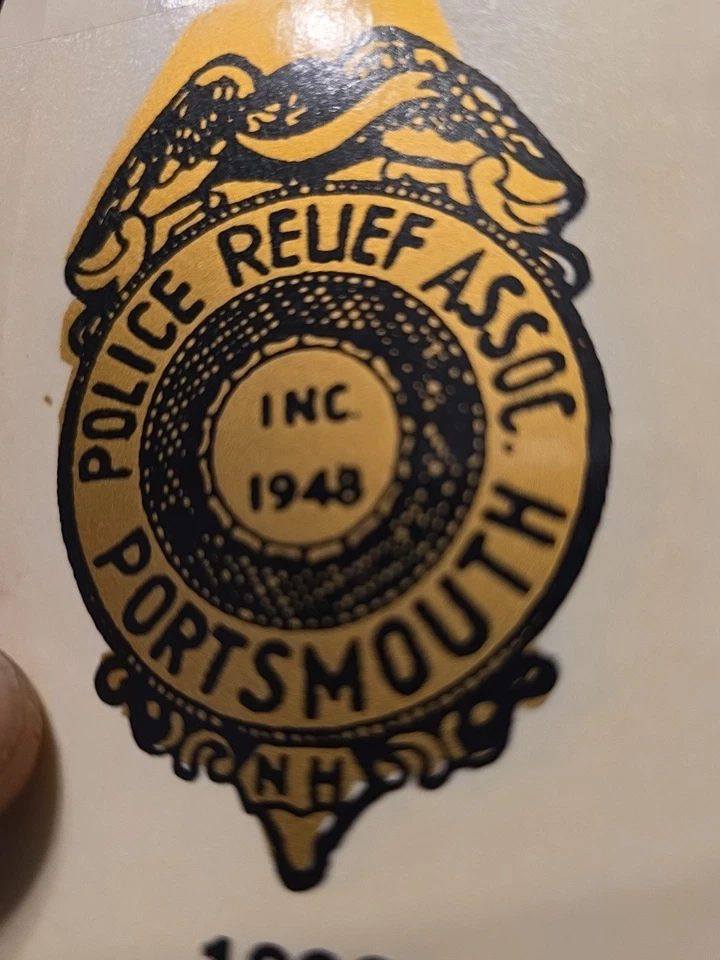 POLICE RELIEF ASSOC.
INC.
1948
PORTSMOUTH
NH